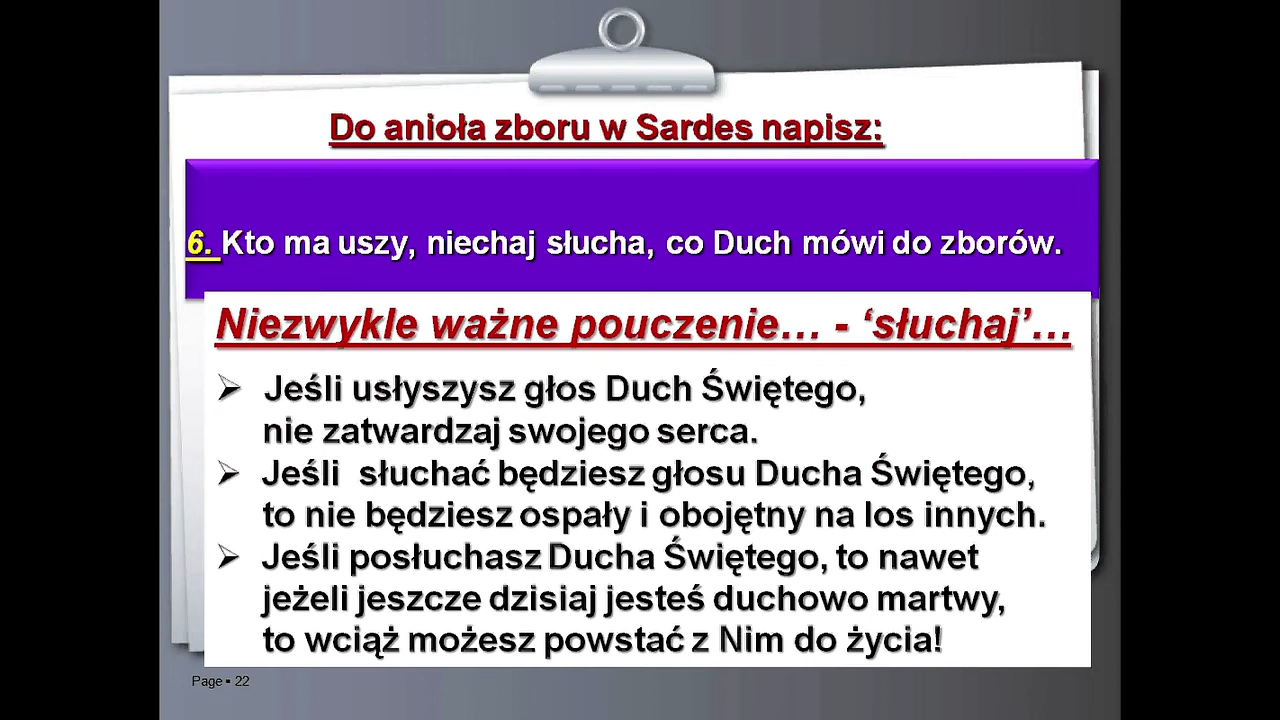 Do anioła zboru w Sardes napisz:
6. Kto ma uszy, niechaj słucha, co Duch mówi do zborów.
Niezwykle ważne pouczenie… - ‘słuchaj’…
➢ Jeśli usłyszysz głos Duch Świętego,
nie zatwardzaj swojego serca.
➢ Jeśli słuchać będziesz głosu Ducha Świętego,
to nie będziesz ospały i obojętny na los innych.
➢ Jeśli posłuchasz Ducha Świętego, to nawet
jeżeli jeszcze dzisiaj jesteś duchowo martwy,
to wciąż możesz powstać z Nim do życia!
Page ▪ 22